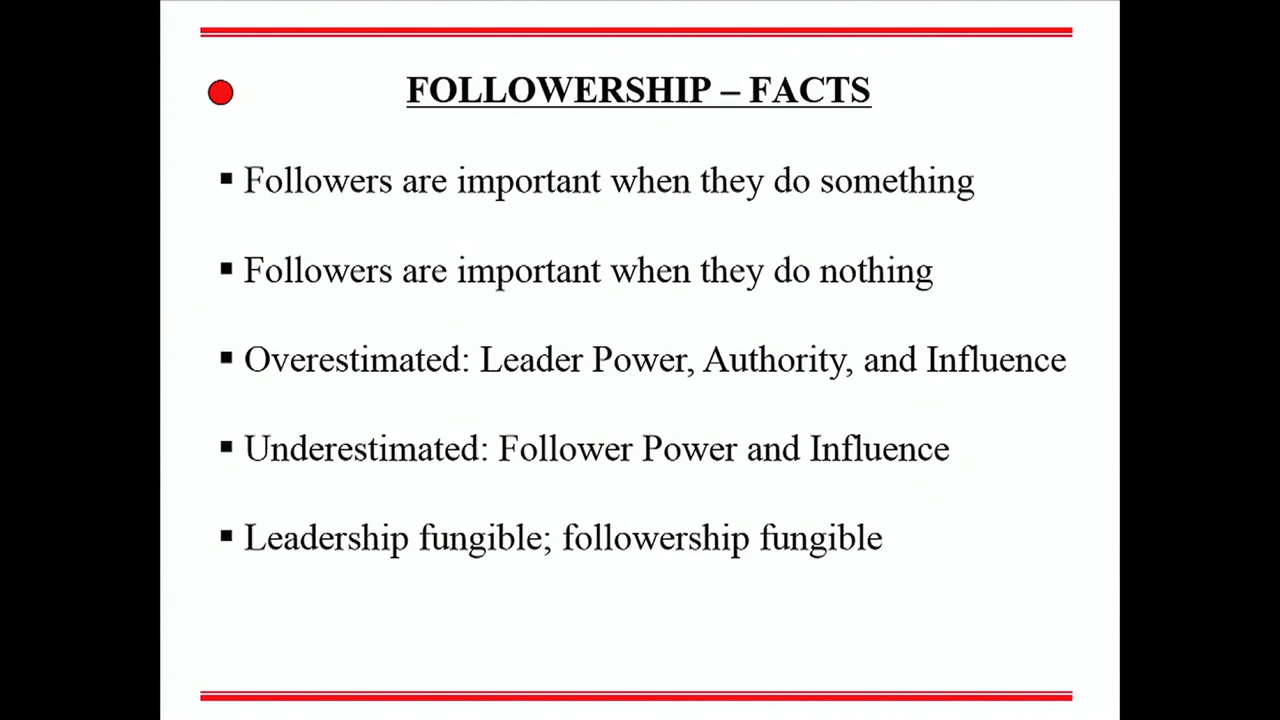 FOLLOWERSHIP – FACTS
▪ Followers are important when they do something
▪ Followers are important when they do nothing
▪ Overestimated: Leader Power, Authority, and Influence
▪ Underestimated: Follower Power and Influence
▪ Leadership fungible; followership fungible